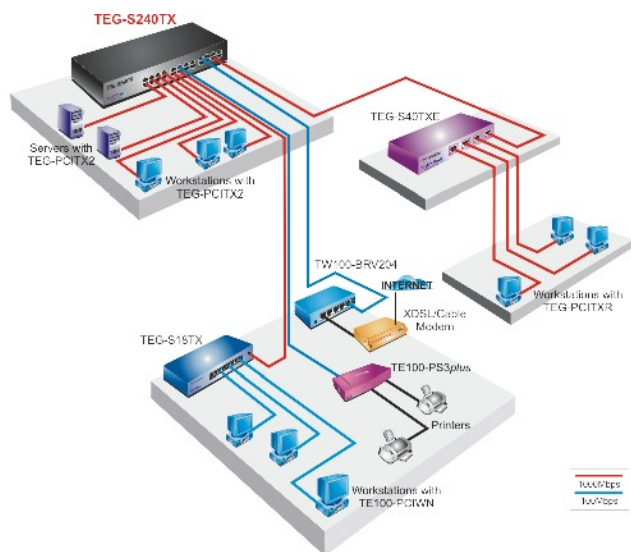 TEG-S240TX
TEG-S40TXE
Servers with
TEG-PCITX2
Workstations with
TEG-PCITX2
TW100-BRV204
INTERNET
XDSL/Cable
Modem
Workstations with
TEG-PCITXR
TEG-S18TX
TE100-PS3plus
Printers
Workstations with
TE100-PCIWN
1000Mbps
100Mbps